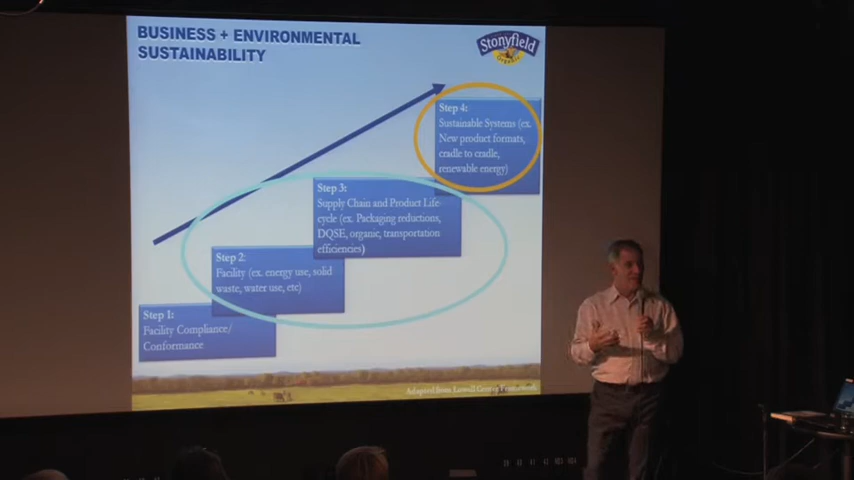 BUSINESS + ENVIRONMENTAL
SUSTAINABILITY
Stonyfield
Organic
Step 4:
Sustainable Systems (ex.
New product formats,
cradle to cradle,
renewable energy)
Step 3:
Supply Chain and Product Life
cycle (ex. Packaging reductions,
DQSE, organic, transportation
efficiencies)
Step 2:
Facility (ex. energy use, solid
waste, water use, etc)
Step 1:
Facility Compliance/
Conformance
Adapted from Lowell Center Framework
HUGHES